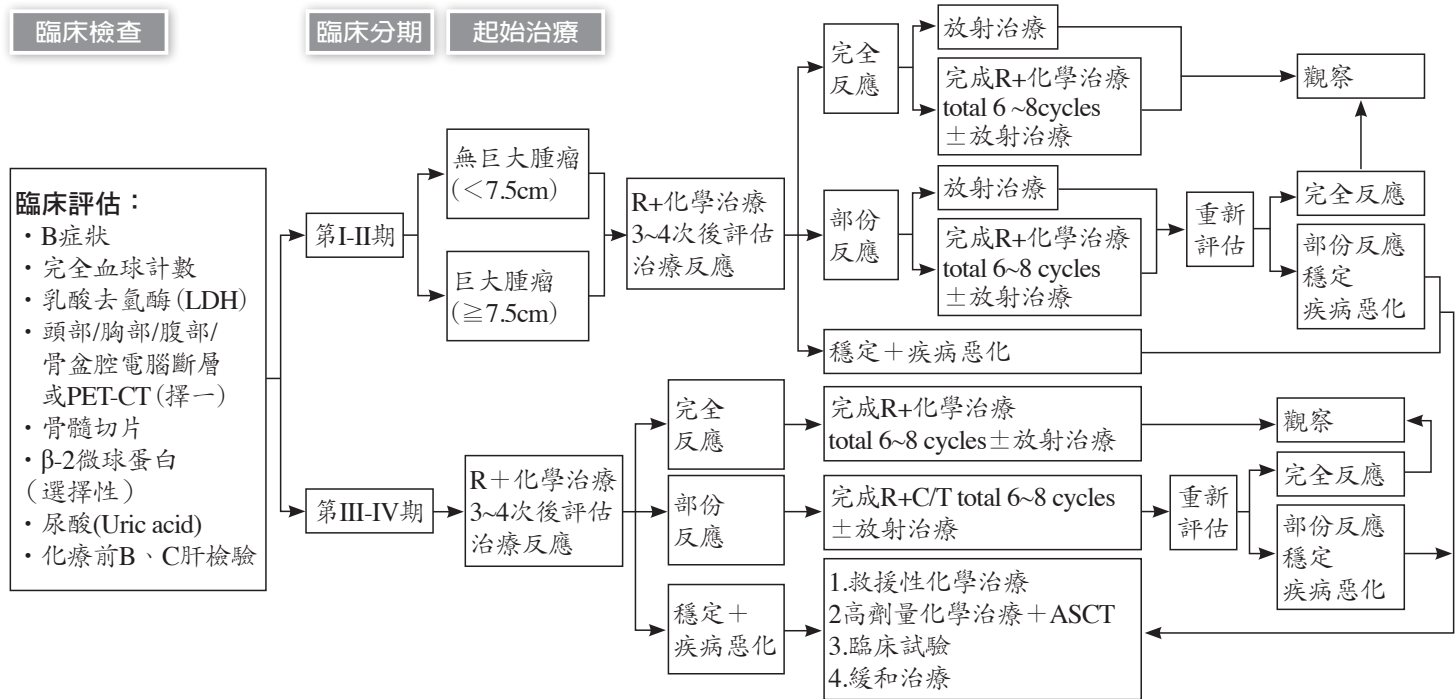 臨床檢查
臨床分期
起始治療
臨床評估：
・B症狀
・完全血球計數
・乳酸去氫酶(LDH)
・頭部/胸部/腹部/
骨盆腔電腦斷層
或PET-CT(擇一)
・骨髓切片
・β-2微球蛋白
（選擇性）
・尿酸(Uric acid)
・化療前B、C肝檢驗
第I-II期
無巨大腫瘤
(＜7.5cm)
巨大腫瘤
(≧7.5cm)
R+化學治療
3~4次後評估
治療反應
完全
反應
放射治療
完成R+化學治療
total 6 ~8cycles
±放射治療
觀察
部份
反應
放射治療
完成R+化學治療
total 6~8 cycles
±放射治療
重新
評估
完全反應
部份反應
穩定
疾病惡化
穩定＋疾病惡化
第III-IV期
R＋化學治療
3~4次後評估
治療反應
完全
反應
完成R+化學治療
total 6~8 cycles±放射治療
觀察
部份
反應
完成R+C/T total 6~8 cycles
±放射治療
重新
評估
完全反應
部份反應
穩定
疾病惡化
穩定＋
疾病惡化
1.救援性化學治療
2高劑量化學治療＋ASCT
3.臨床試驗
4.緩和治療